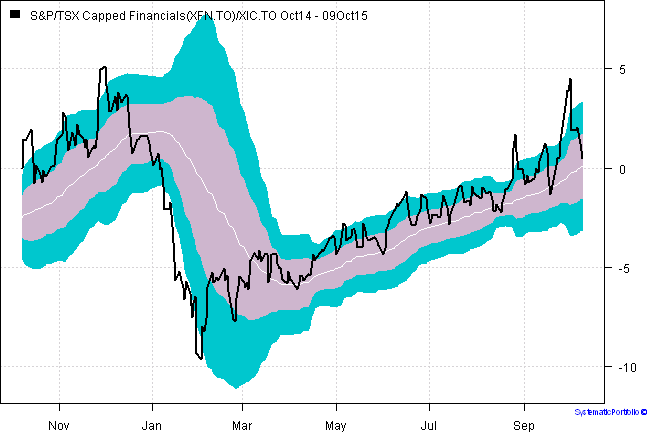 S&P/TSX Capped Financials(XFN.TO)/XIC.TO Oct14 - 09Oct15
5
0
-5
-10
SystematicPortfolio ©
Nov Jan Mar May Jul Sep